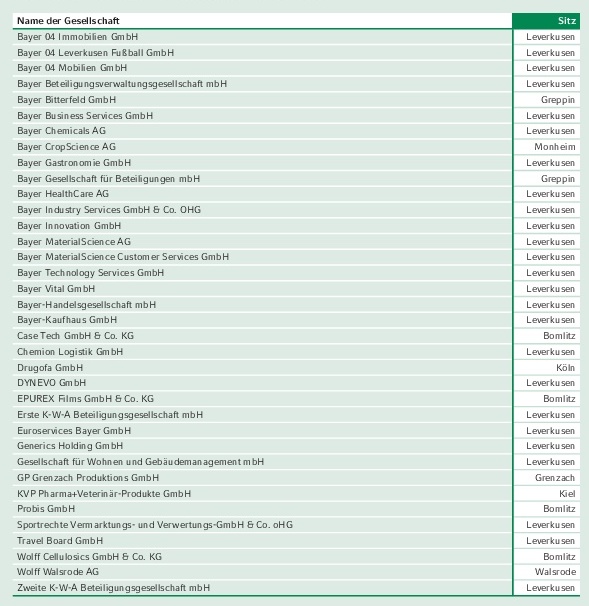 Name der Gesellschaft Sitz
Bayer 04 Immobilien GmbH Leverkusen
Bayer 04 Leverkusen Fußball GmbH Leverkusen
Bayer 04 Mobilien GmbH Leverkusen
Bayer Beteiligungsverwaltungsgesellschaft mbH Leverkusen
Bayer Bitterfeld GmbH Greppin
Bayer Business Services GmbH Leverkusen
Bayer Chemicals AG Leverkusen
Bayer CropScience AG Monheim
Bayer Gastronomie GmbH Leverkusen
Bayer Gesellschaft für Beteiligungen mbH Greppin
Bayer HealthCare AG Leverkusen
Bayer Industry Services GmbH & Co. OHG Leverkusen
Bayer Innovation GmbH Leverkusen
Bayer MaterialScience AG Leverkusen
Bayer MaterialScience Customer Services GmbH Leverkusen
Bayer Technology Services GmbH Leverkusen
Bayer Vital GmbH Leverkusen
Bayer-Handelsgesellschaft mbH Leverkusen
Bayer-Kaufhaus GmbH Leverkusen
Case Tech GmbH & Co. KG Bomlitz
Chemion Logistik GmbH Leverkusen
Drugofa GmbH Köln
DYNEVO GmbH Leverkusen
EPUREX Films GmbH & Co. KG Bomlitz
Erste K-W-A Beteiligungsgesellschaft mbH Leverkusen
Euroservices Bayer GmbH Leverkusen
Generics Holding GmbH Leverkusen
Gesellschaft für Wohnen und Gebäudemanagement mbH Leverkusen
GP Grenzach Produktions GmbH Grenzach
KVP Pharma+Veterinär-Produkte GmbH Kiel
Probis GmbH Bomlitz
Sportrechte Vermarktungs- und Verwertungs-GmbH & Co. oHG Leverkusen
Travel Board GmbH Leverkusen
Wolff Cellulosics GmbH & Co. KG Bomlitz
Wolff Walsrode AG Walsrode
Zweite K-W-A Beteiligungsgesellschaft mbH Leverkusen